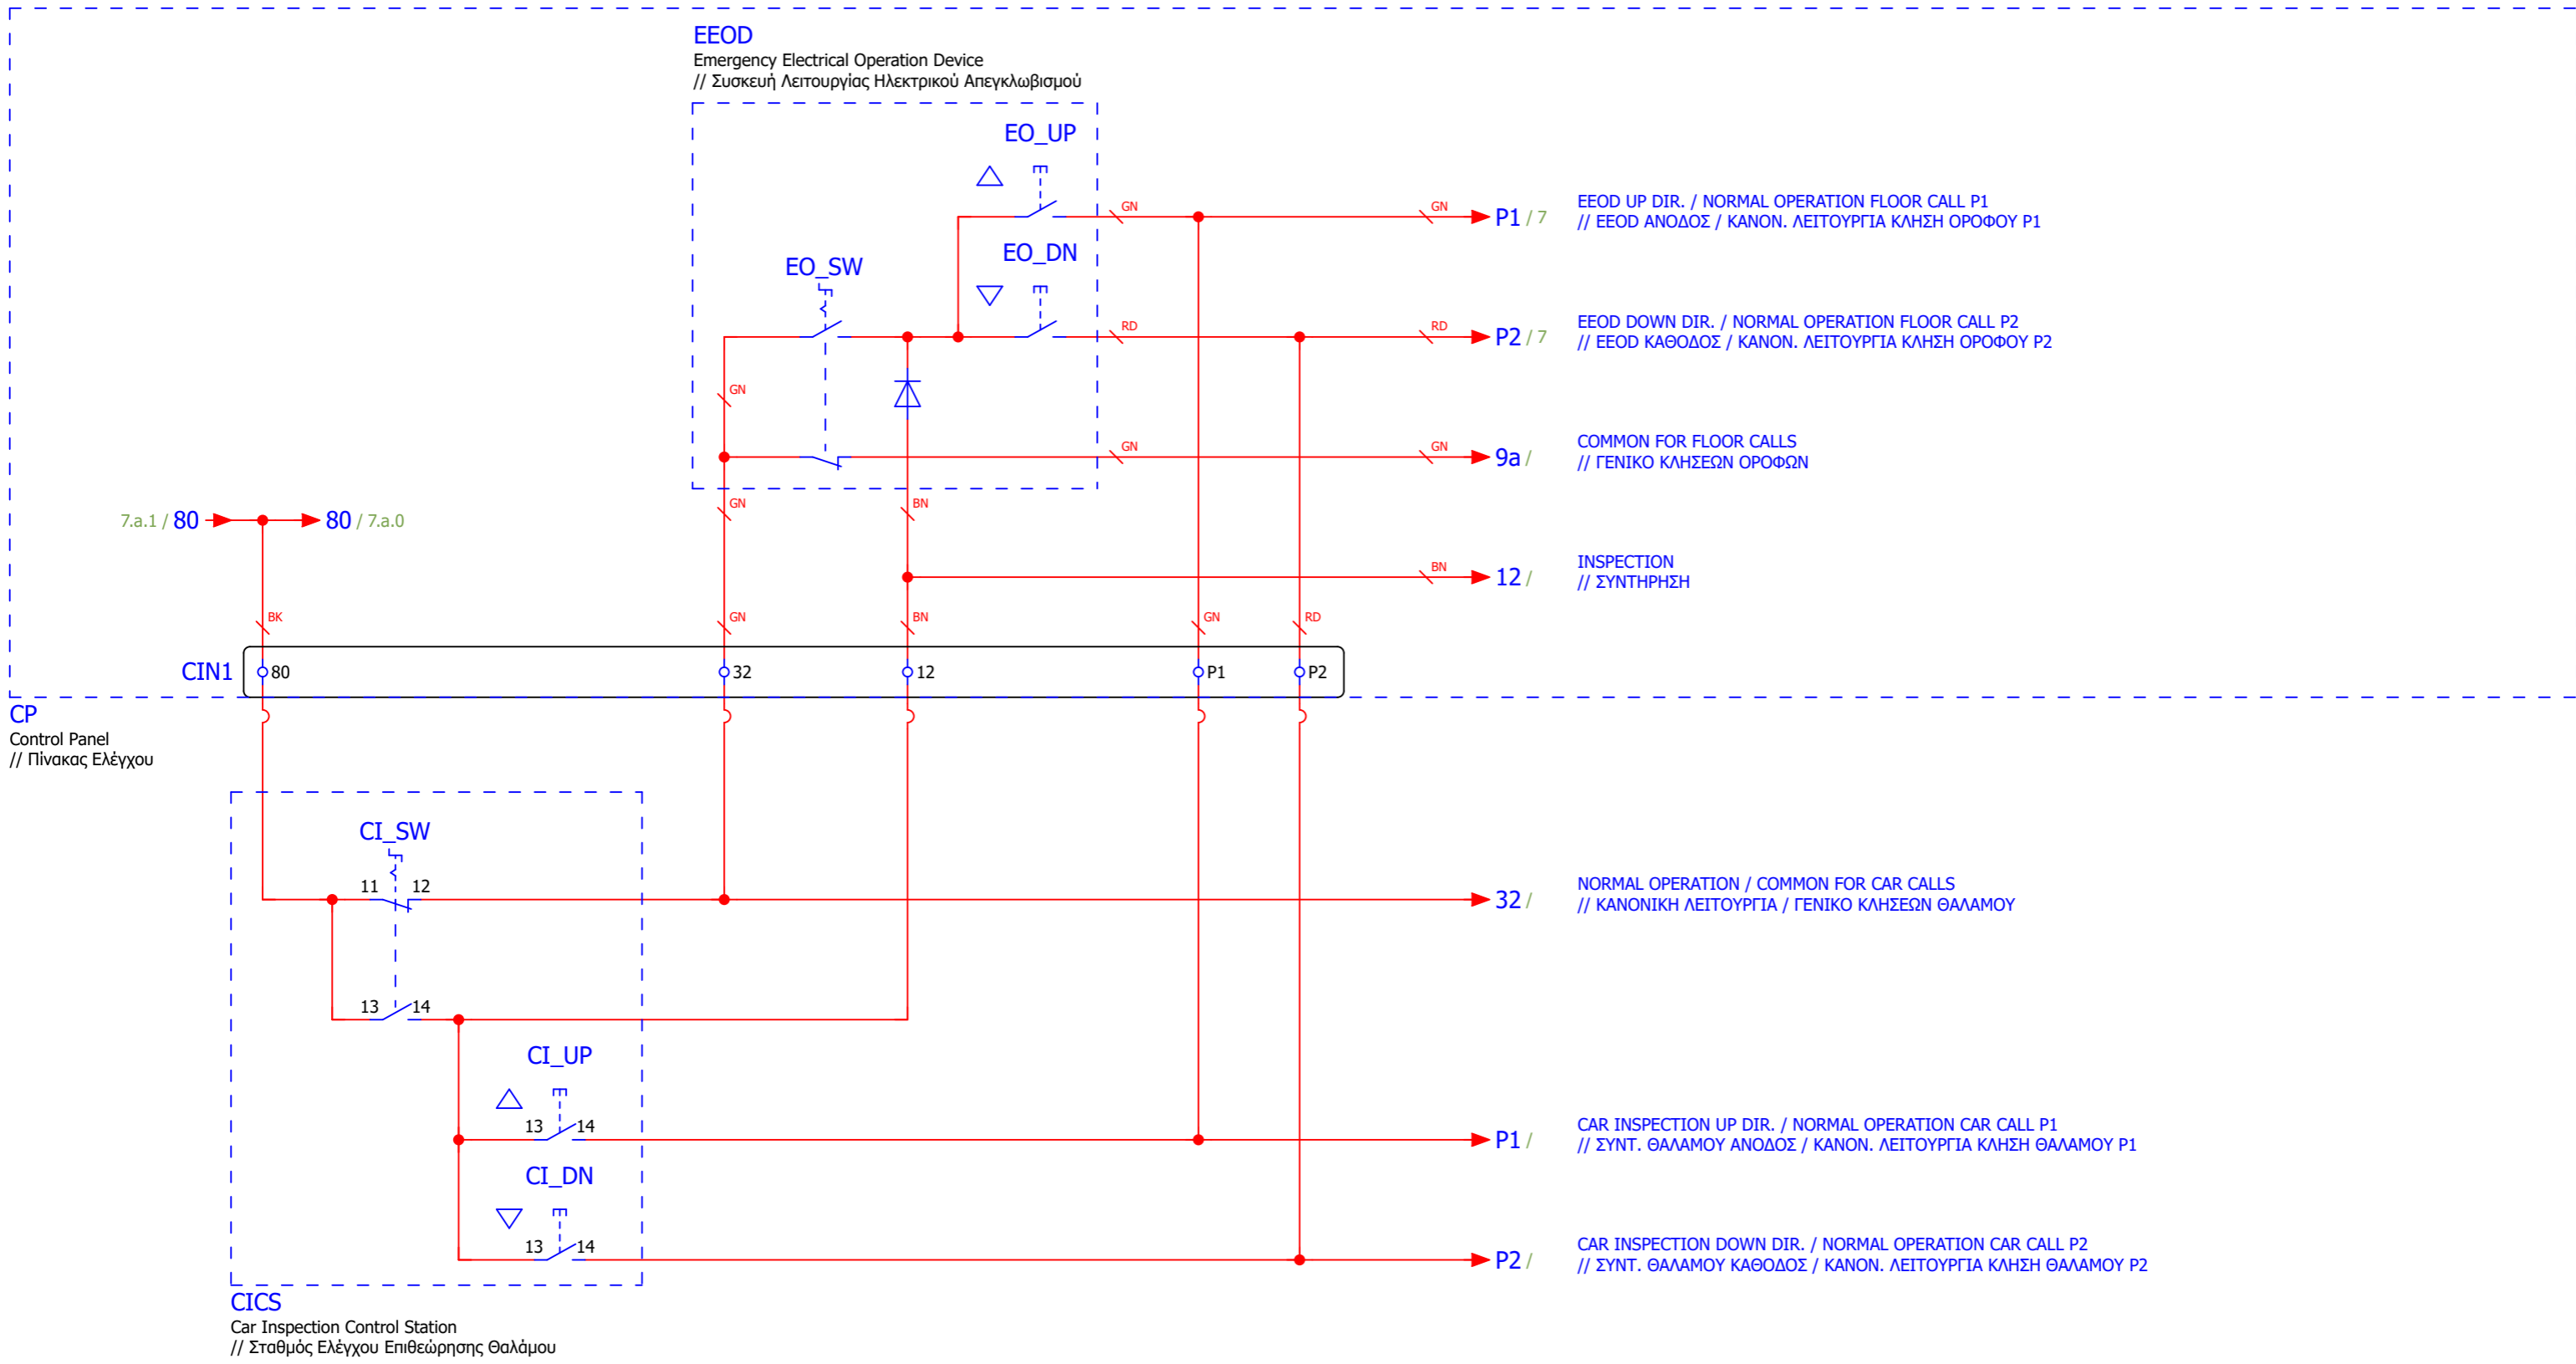 EEOD
Emergency Electrical Operation Device
// Συσκευή Λειτουργίας Ηλεκτρικού Απεγκλωβισμού
EO_UP
GN
GN
P1 / 7
EEOD UP DIR. / NORMAL OPERATION FLOOR CALL P1
// EEOD ΑΝΟΔΟΣ / ΚΑΝΟΝ. ΛΕΙΤΟΥΡΓΙΑ ΚΛΗΣΗ ΟΡΟΦΟΥ P1
EO_DN
EO_SW
RD
RD
P2 / 7
EEOD DOWN DIR. / NORMAL OPERATION FLOOR CALL P2
// EEOD ΚΑΘΟΔΟΣ / ΚΑΝΟΝ. ΛΕΙΤΟΥΡΓΙΑ ΚΛΗΣΗ ΟΡΟΦΟΥ P2
GN
GN
GN
9a /
COMMON FOR FLOOR CALLS
// ΓΕΝΙΚΟ ΚΛΗΣΕΩΝ ΟΡΟΦΩΝ
GN
BN
7.a.1 / 80
80 / 7.a.0
BN
12 /
INSPECTION
// ΣΥΝΤΗΡΗΣΗ
BK
GN
BN
GN
RD
CIN1
80
32
12
P1
P2
CP
Control Panel
// Πίνακας Ελέγχου
CI_SW
11
12
32 /
NORMAL OPERATION / COMMON FOR CAR CALLS
// ΚΑΝΟΝΙΚΗ ΛΕΙΤΟΥΡΓΙΑ / ΓΕΝΙΚΟ ΚΛΗΣΕΩΝ ΘΑΛΑΜΟΥ
13
14
CI_UP
13
14
P1 /
CAR INSPECTION UP DIR. / NORMAL OPERATION CAR CALL P1
// ΣΥΝΤ. ΘΑΛΑΜΟΥ ΑΝΟΔΟΣ / ΚΑΝΟΝ. ΛΕΙΤΟΥΡΓΙΑ ΚΛΗΣΗ ΘΑΛΑΜΟΥ P1
CI_DN
13
14
P2 /
CAR INSPECTION DOWN DIR. / NORMAL OPERATION CAR CALL P2
// ΣΥΝΤ. ΘΑΛΑΜΟΥ ΚΑΘΟΔΟΣ / ΚΑΝΟΝ. ΛΕΙΤΟΥΡΓΙΑ ΚΛΗΣΗ ΘΑΛΑΜΟΥ P2
CICS
Car Inspection Control Station
// Σταθμός Ελέγχου Επιθεώρησης Θαλάμου